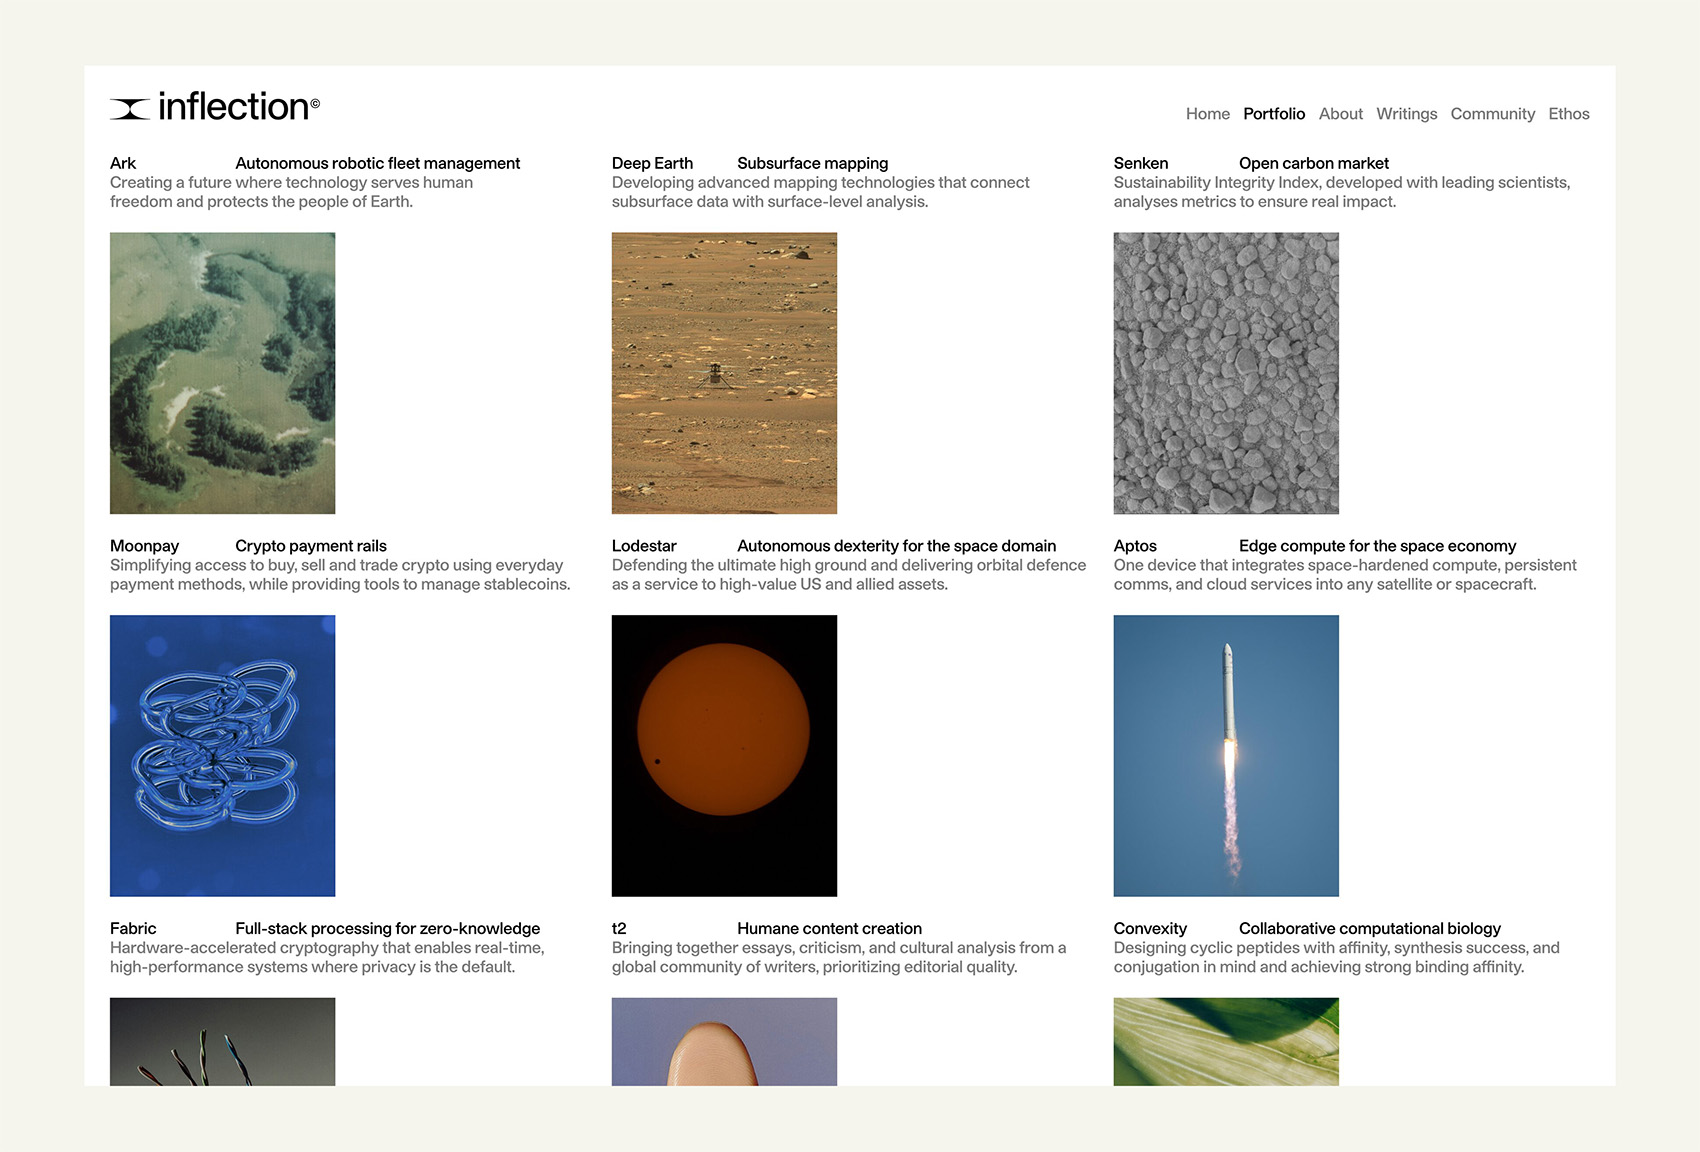 inflection©
Home Portfolio About Writings Community Ethos
Ark Autonomous robotic fleet management
Creating a future where technology serves human
freedom and protects the people of Earth.
Deep Earth Subsurface mapping
Developing advanced mapping technologies that connect
subsurface data with surface-level analysis.
Senken Open carbon market
Sustainability Integrity Index, developed with leading scientists,
analyses metrics to ensure real impact.
Moonpay Crypto payment rails
Simplifying access to buy, sell and trade crypto using everyday
payment methods, while providing tools to manage stablecoins.
Lodestar Autonomous dexterity for the space domain
Defending the ultimate high ground and delivering orbital defence
as a service to high-value US and allied assets.
Aptos Edge compute for the space economy
One device that integrates space-hardened compute, persistent
comms, and cloud services into any satellite or spacecraft.
Fabric Full-stack processing for zero-knowledge
Hardware-accelerated cryptography that enables real-time,
high-performance systems where privacy is the default.
t2 Humane content creation
Bringing together essays, criticism, and cultural analysis from a
global community of writers, prioritizing editorial quality.
Convexity Collaborative computational biology
Designing cyclic peptides with affinity, synthesis success, and
conjugation in mind and achieving strong binding affinity.